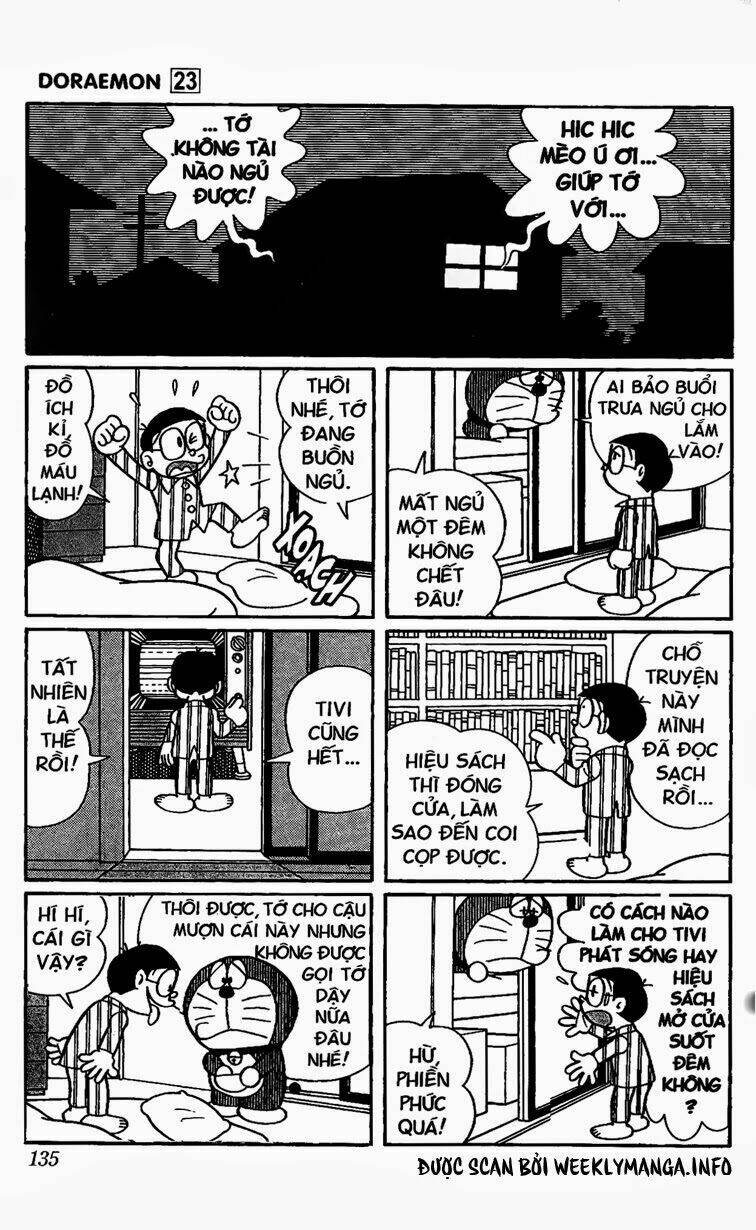 DORAEMON 23
HIC HIC
MÈO Ú ƠI...
GIÚP TỚ
VỚI...
... TỚ
KHÔNG TÀI
NÀO NGỦ
ĐƯỢC!
AI BẢO BUỔI
TRƯA NGỦ CHO
LẮM
VÀO!
MẤT NGỦ
MỘT ĐÊM
KHÔNG
CHẾT
ĐÂU!
THÔI
NHÉ, TỚ
ĐANG
BUỒN
NGỦ.
XOẠCH
ĐỒ
ÍCH
KỈ,
ĐỒ
MÁU
LẠNH!
CHỖ
TRUYỆN
NÀY
MÌNH
ĐÃ ĐỌC
SẠCH
RỒI...
HIỆU SÁCH
THÌ ĐÓNG
CỬA, LÀM
SAO ĐẾN COI
CỌP ĐƯỢC.
TIVI
CŨNG
HẾT...
TẤT
NHIÊN
LÀ
THẾ
RỒI!
CÓ CÁCH NÀO
LÀM CHO TIVI
PHÁT SÓNG HAY
HIỆU
SÁCH
MỞ CỬA
SUỐT
ĐÊM
KHÔNG
?
HỪ,
PHIỀN
PHỨC
QUÁ!
THÔI ĐƯỢC, TỚ CHO CẬU
MƯỢN CÁI NÀY NHƯNG
KHÔNG ĐƯỢC
GỌI TỚ
DẬY
NỮA
ĐÂU
NHÉ!
HÍ HÍ,
CÁI GÌ
VẬY?
135
ĐƯỢC SCAN BỞI WEEKLYMANGA.INFO